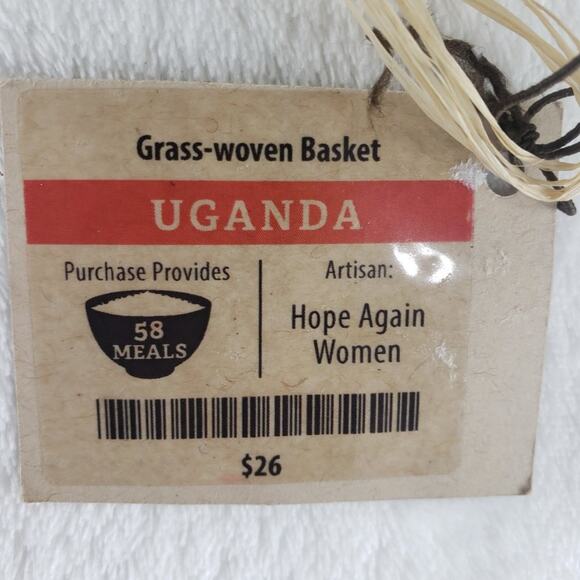 Grass-woven Basket
UGANDA
Purchase Provides
58
MEALS
Artisan:
Hope Again
Women
$26